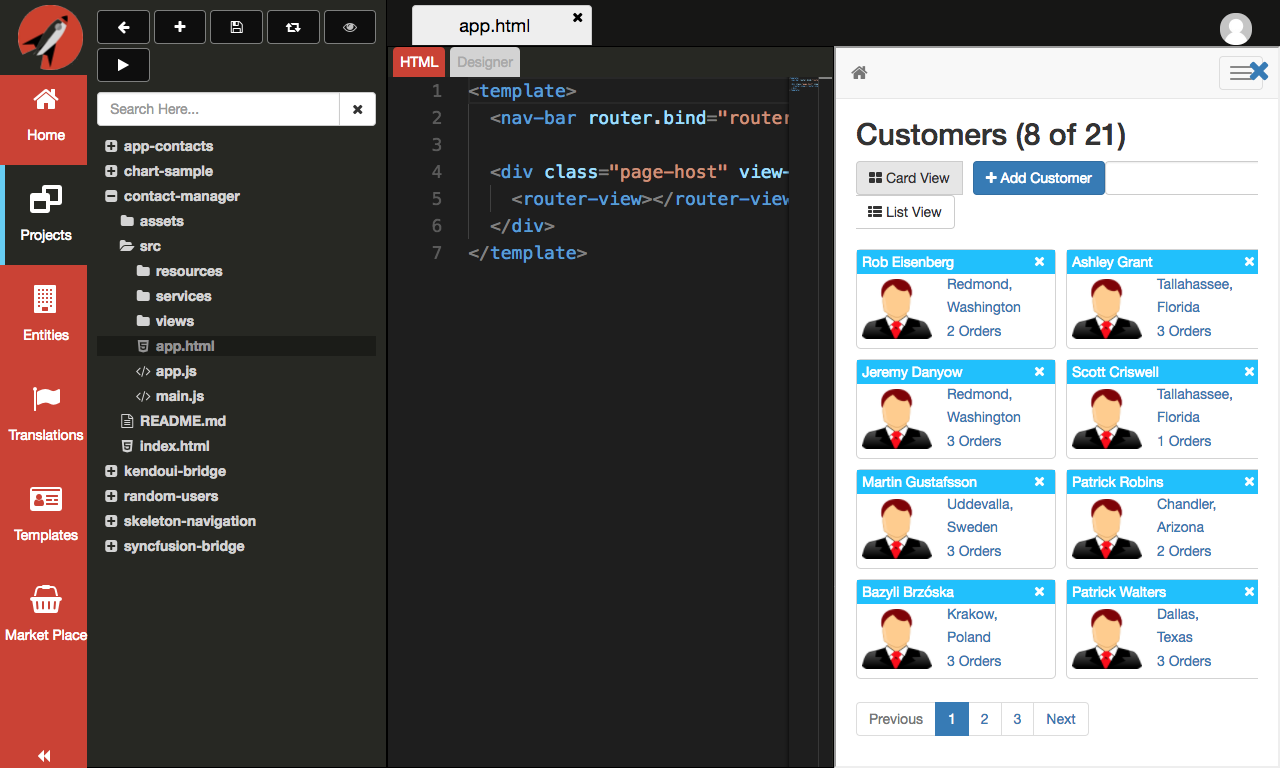 Home
Projects
Entities
Translations
Templates
Market Place
Search Here...
app-contacts
chart-sample
contact-manager
assets
src
resources
services
views
app.html
app.js
main.js
README.md
index.html
kendoui-bridge
random-users
skeleton-navigation
syncfusion-bridge
app.html
HTML
Designer
1 <template>
2 <nav-bar router.bind="router
3
4 <div class="page-host" view-
5 <router-view></router-view
6 </div>
7 </template>
Customers (8 of 21)
Card View
Add Customer
List View
Rob Eisenberg
Redmond,
Washington
2 Orders
Ashley Grant
Tallahassee,
Florida
3 Orders
Jeremy Danyow
Redmond,
Washington
3 Orders
Scott Criswell
Tallahassee,
Florida
1 Orders
Martin Gustafsson
Uddevalla,
Sweden
3 Orders
Patrick Robins
Chandler,
Arizona
2 Orders
Bazyli Brzóska
Krakow,
Poland
3 Orders
Patrick Walters
Dallas,
Texas
3 Orders
Previous 1 2 3 Next